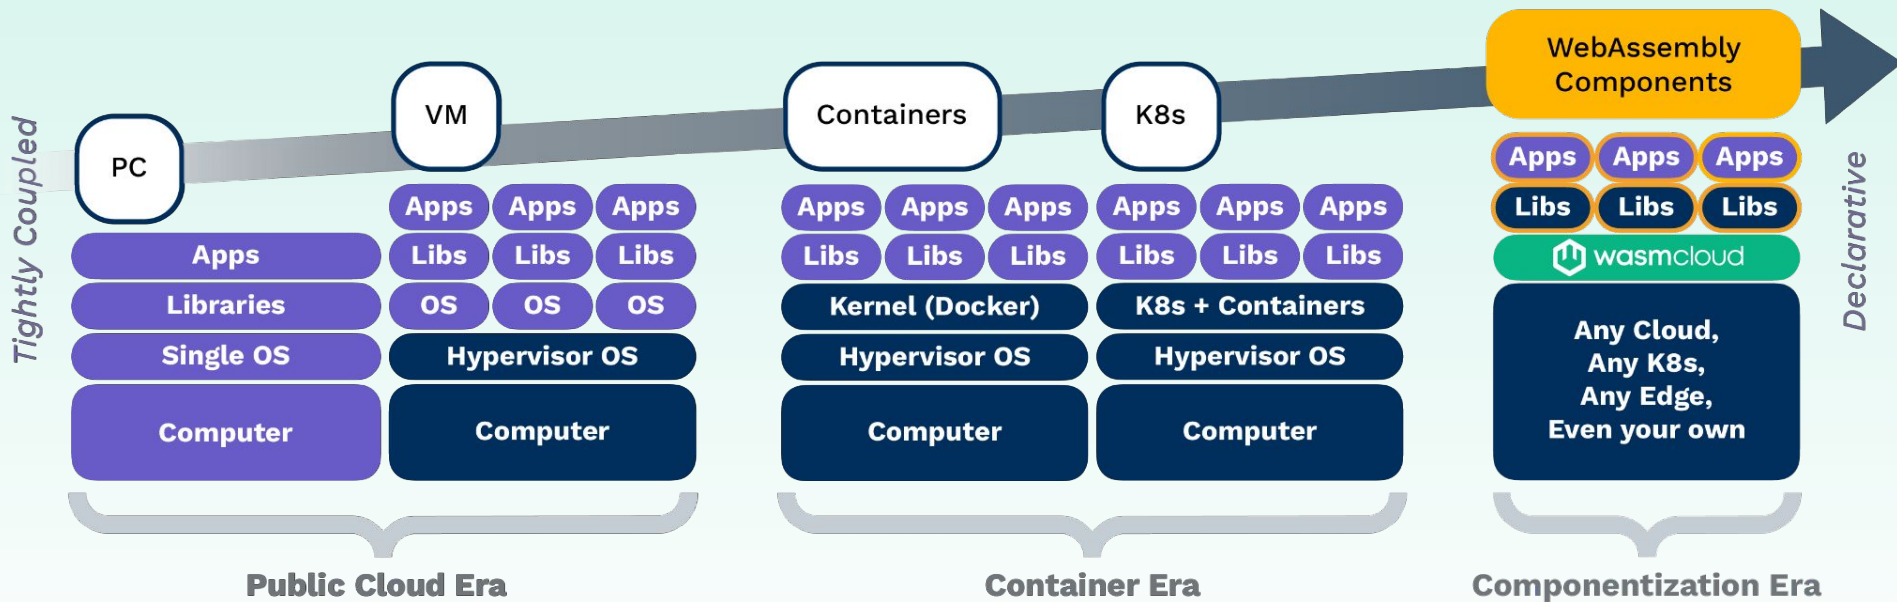 Tightly Coupled
PC
Apps
Libraries
Single OS
Computer
VM
Apps Apps Apps
Libs Libs Libs
OS OS OS
Hypervisor OS
Computer
Public Cloud Era
Containers
Apps Apps Apps
Libs Libs Libs
Kernel (Docker)
Hypervisor OS
Computer
K8s
Apps Apps Apps
Libs Libs Libs
K8s + Containers
Hypervisor OS
Computer
Container Era
WebAssembly
Components
Apps Apps Apps
Libs Libs Libs
wasmcloud
Any Cloud,
Any K8s,
Any Edge,
Even your own
Componentization Era
Declarative